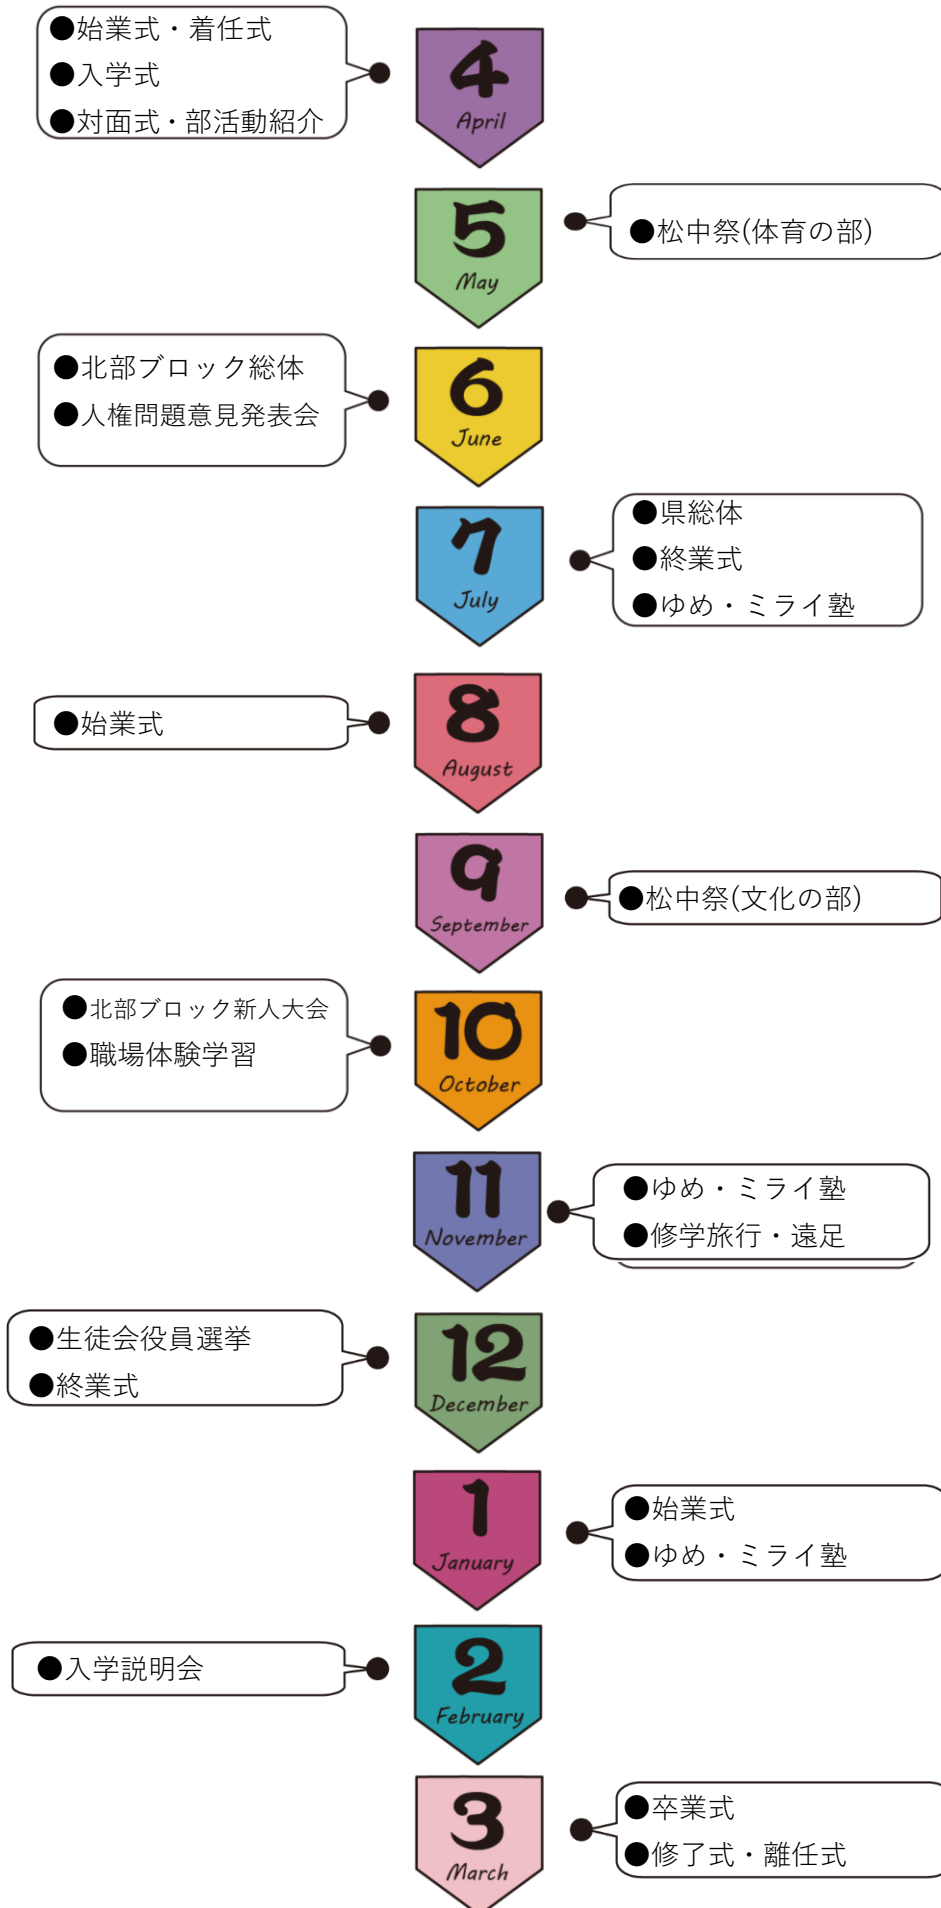 ●始業式・着任式
●入学式
●対面式・部活動紹介
4
April
5
May
●松中祭(体育の部)
●北部ブロック総体
●人権問題意見発表会
6
June
7
July
●県総体
●終業式
●ゆめ・ミライ塾
●始業式
8
August
9
September
●松中祭(文化の部)
●北部ブロック新人大会
●職場体験学習
10
October
11
November
●ゆめ・ミライ塾
●修学旅行・遠足
●生徒会役員選挙
●終業式
12
December
1
January
●始業式
●ゆめ・ミライ塾
●入学説明会
2
February
3
March
●卒業式
●修了式・離任式